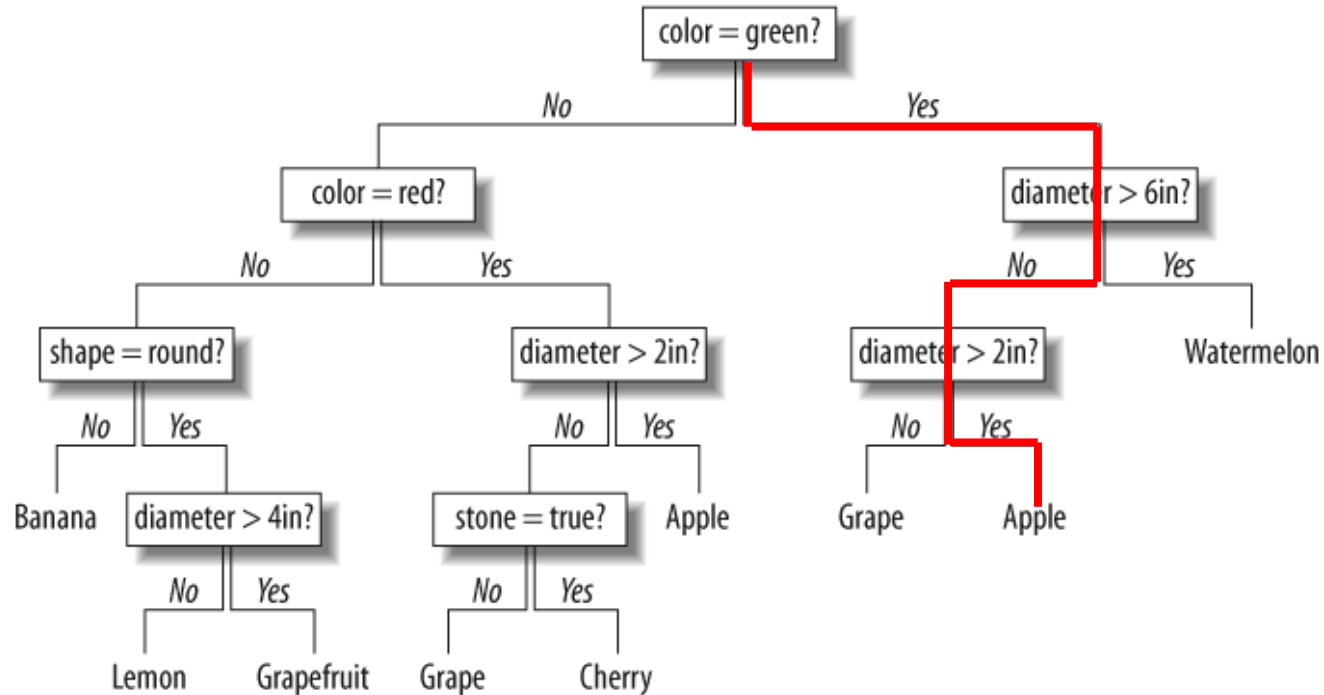 color = green?
No
Yes
color = red?
diameter > 6in?
No
Yes
No
Yes
shape = round?
diameter > 2in?
diameter > 2in?
Watermelon
No
Yes
No
Yes
No
Yes
Banana
diameter > 4in?
stone = true?
Apple
Grape
Apple
No
Yes
No
Yes
Lemon
Grapefruit
Grape
Cherry